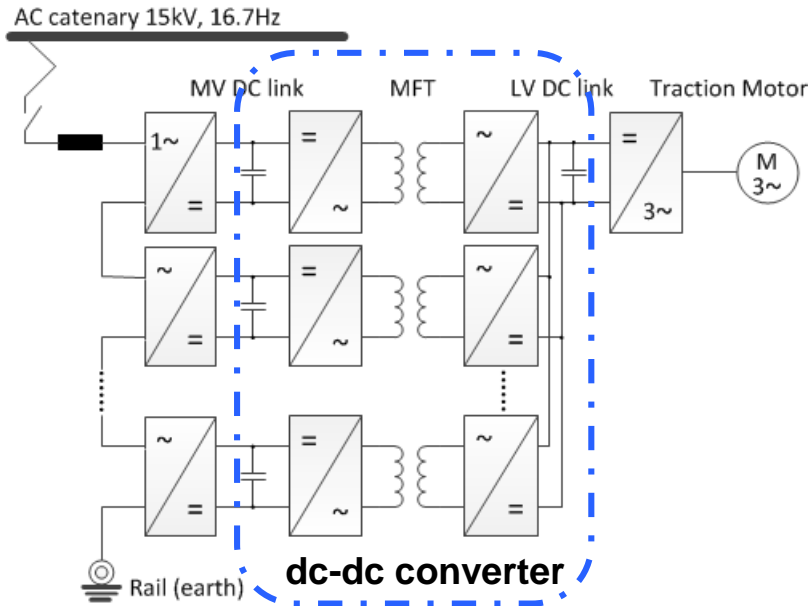 AC catenary 15kV, 16.7Hz
MV DC link MFT LV DC link Traction Motor
1~ = ~ = M
= ~ = 3~ 3~
~ = ~
= ~ =
~ = ~
= ~ =
dc-dc converter
Rail (earth)